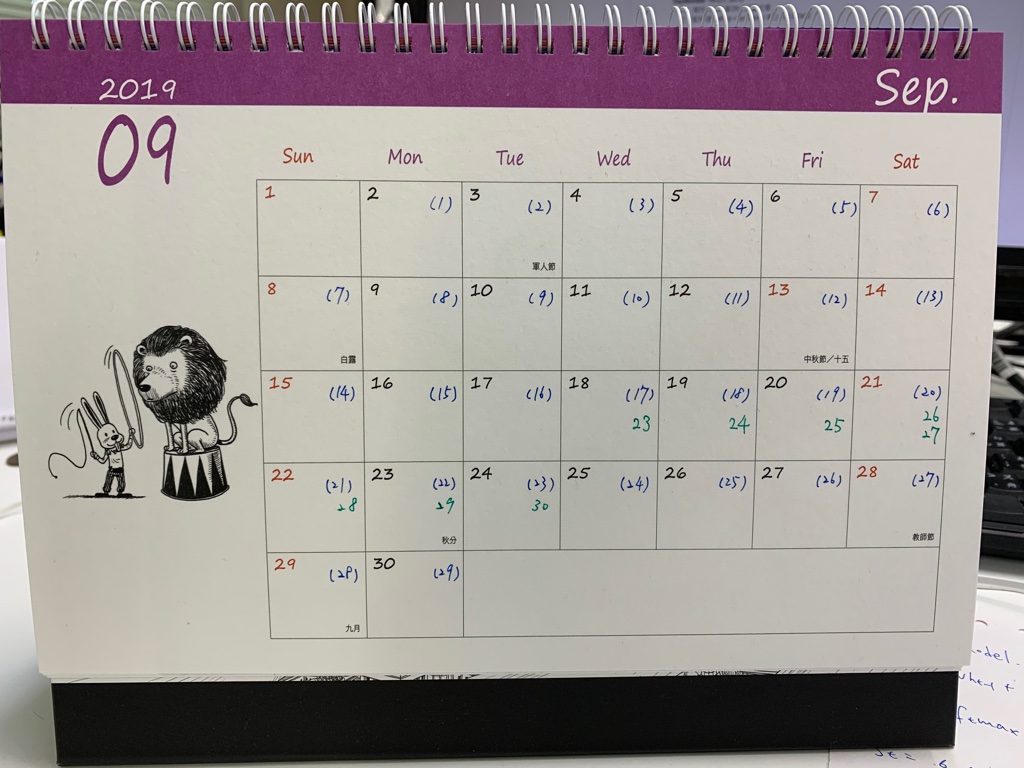 2019
Sep.
09
Sun Mon Tue Wed Thu Fri Sat
1 2 (1) 3 (2) 4 (3) 5 (4) 6 (5) 7 (6)
軍人節
8 (7) 9 (8) 10 (9) 11 (10) 12 (11) 13 (12) 14 (13)
白露 中秋節／十五
15 (14) 16 (15) 17 (16) 18 (17) 19 (18) 20 (19) 21 (20)
23 24 25 26
27
22 (21) 23 (22) 24 (23) 25 (24) 26 (25) 27 (26) 28 (27)
28 29 30
秋分 教師節
29 (28) 30 (29)
九月
odel.